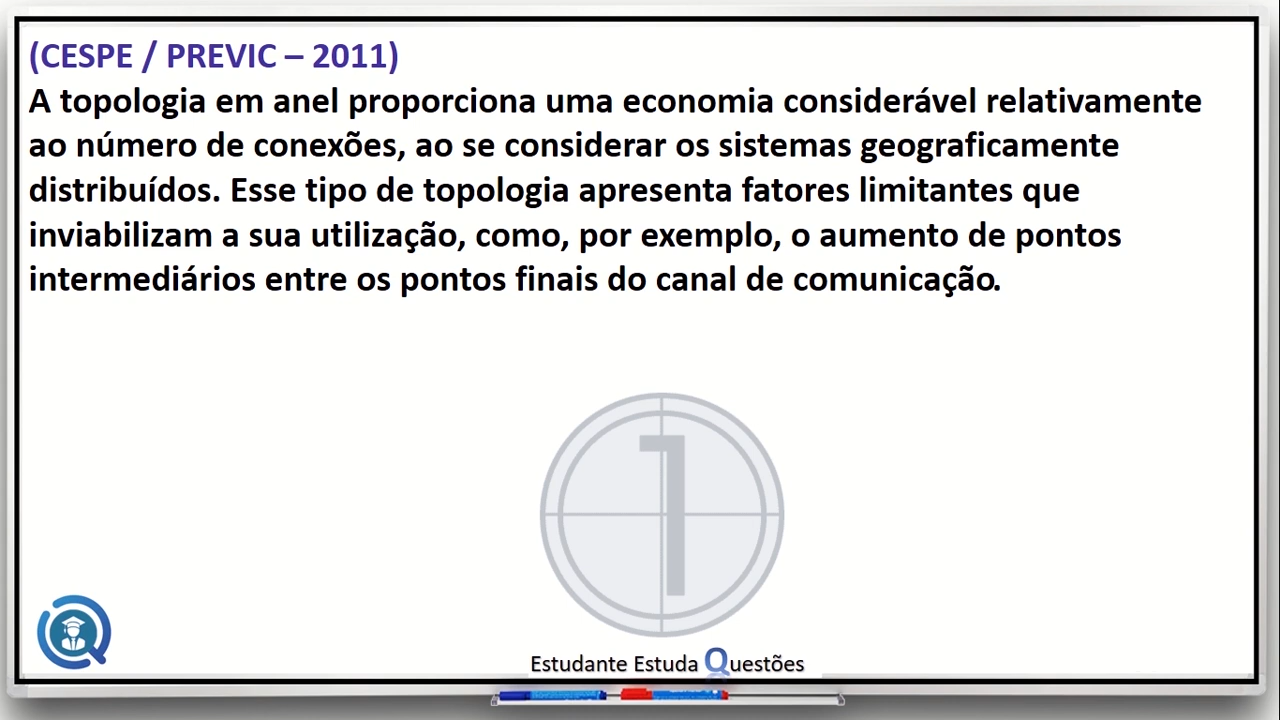 (CESPE / PREVIC – 2011)
A topologia em anel proporciona uma economia considerável relativamente
ao número de conexões, ao se considerar os sistemas geograficamente
distribuídos. Esse tipo de topologia apresenta fatores limitantes que
inviabilizam a sua utilização, como, por exemplo, o aumento de pontos
intermediários entre os pontos finais do canal de comunicação.
1
Estudante Estuda Questões